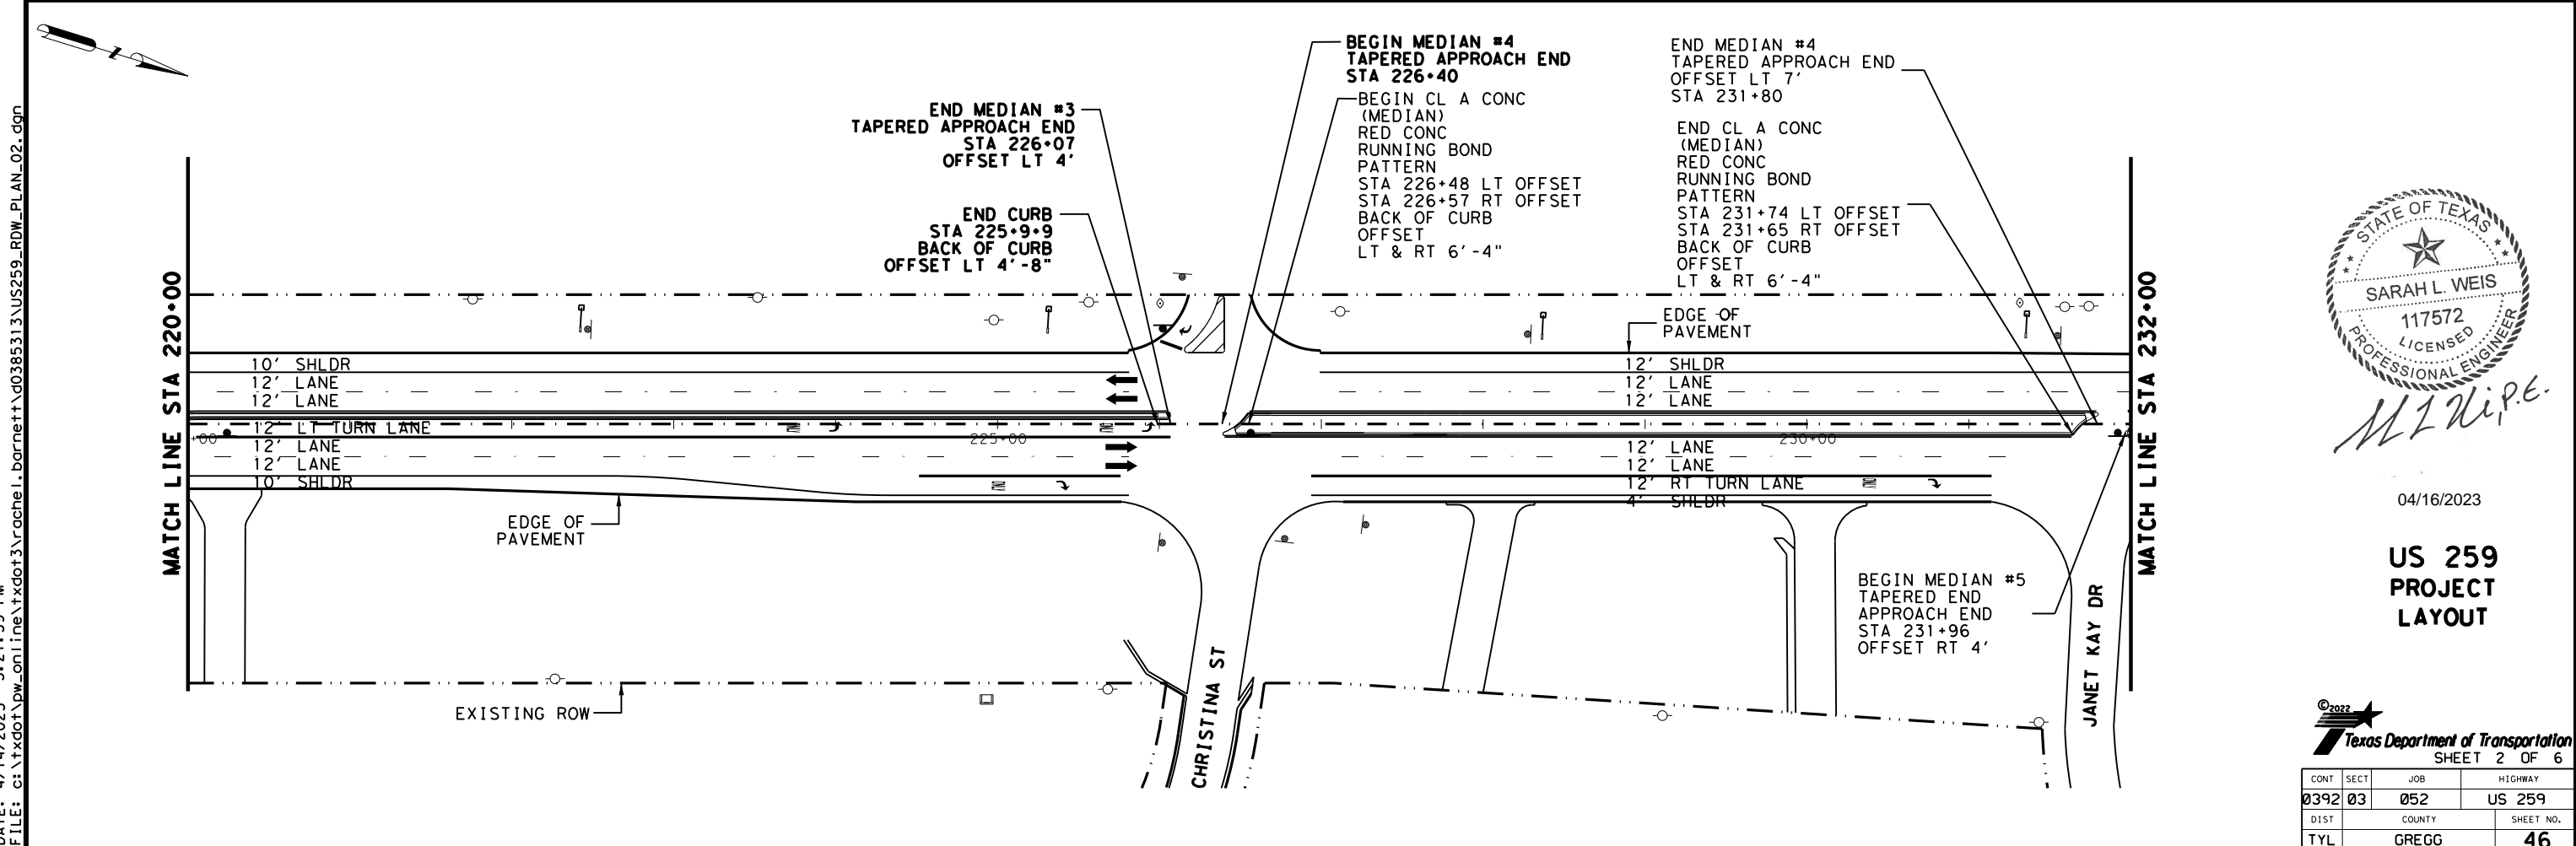 BEGIN MEDIAN #4
TAPERED APPROACH END
STA 226+40
BEGIN CL A CONC
(MEDIAN)
RED CONC
RUNNING BOND
PATTERN
STA 226+48 LT OFFSET
STA 226+57 RT OFFSET
BACK OF CURB
OFFSET
LT & RT 6'-4"
END MEDIAN #4
TAPERED APPROACH END
OFFSET LT 7'
STA 231+80
END CL A CONC
(MEDIAN)
RED CONC
RUNNING BOND
PATTERN
STA 231+74 LT OFFSET
STA 231+65 RT OFFSET
BACK OF CURB
OFFSET
LT & RT 6'-4"
END MEDIAN #3
TAPERED APPROACH END
STA 226+07
OFFSET LT 4'
END CURB
STA 225+9+9
BACK OF CURB
OFFSET LT 4'-8"
MATCH LINE STA 220+00
10' SHLDR
12' LANE
12' LANE
12' LT TURN LANE
12' LANE
12' LANE
10' SHLDR
+00
225+00
230+00
EDGE OF
PAVEMENT
12' SHLDR
12' LANE
12' LANE
12' LANE
12' LANE
12' RT TURN LANE
4' SHLDR
EDGE OF
PAVEMENT
EXISTING ROW
CHRISTINA ST
BEGIN MEDIAN #5
TAPERED END
APPROACH END
STA 231+96
OFFSET RT 4'
JANET KAY DR
MATCH LINE STA 232+00
STATE OF TEXAS
SARAH L. WEIS
117572
LICENSED
PROFESSIONAL ENGINEER
P.E.
04/16/2023
US 259
PROJECT
LAYOUT
©2022
Texas Department of Transportation
SHEET 2 OF 6
CONT SECT JOB HIGHWAY
0392 03 052 US 259
DIST COUNTY SHEET NO.
TYL GREGG 46
FILE: c:\txdot\pw_online\txdot3\rachel.barnett\d0385313\US259_RDW_PLAN_02.dgn